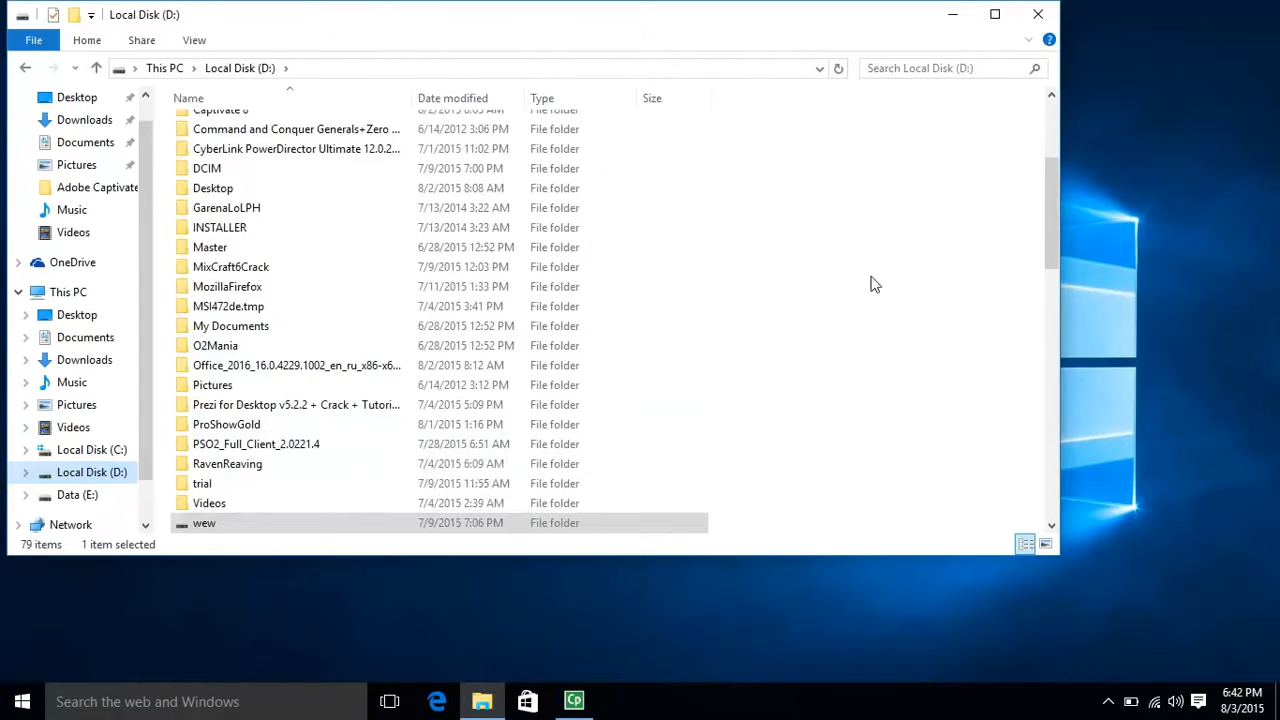 Local Disk (D:)
File Home Share View
This PC Local Disk (D:) Search Local Disk (D:)
Name Date modified Type Size
Desktop
Downloads
Documents
Pictures
Adobe Captivate
Music
Videos
OneDrive
This PC
Desktop
Documents
Downloads
Music
Pictures
Videos
Local Disk (C:)
Local Disk (D:)
Data (E:)
Network
Captivate 8 8/2/2015 8:03 AM File folder
Command and Conquer Generals+Zero ... 6/14/2012 3:06 PM File folder
CyberLink PowerDirector Ultimate 12.0.2... 7/1/2015 11:02 PM File folder
DCIM 7/9/2015 7:00 PM File folder
Desktop 8/2/2015 8:08 AM File folder
GarenaLoLPH 7/13/2014 3:22 AM File folder
INSTALLER 7/13/2014 3:23 AM File folder
Master 6/28/2015 12:52 PM File folder
MixCraft6Crack 7/9/2015 12:03 PM File folder
MozillaFirefox 7/11/2015 1:33 PM File folder
MSI472de.tmp 7/4/2015 3:41 PM File folder
My Documents 6/28/2015 12:52 PM File folder
O2Mania 6/28/2015 12:52 PM File folder
Office_2016_16.0.4229.1002_en_ru_x86-x6... 8/2/2015 8:12 AM File folder
Pictures 6/14/2012 3:12 PM File folder
Prezi for Desktop v5.2.2 + Crack + Tutori... 7/4/2015 5:09 PM File folder
ProShowGold 8/1/2015 1:16 PM File folder
PSO2_Full_Client_2.0221.4 7/28/2015 6:51 AM File folder
RavenReaving 7/4/2015 6:09 AM File folder
trial 7/9/2015 11:55 AM File folder
Videos 7/4/2015 2:39 AM File folder
wew 7/9/2015 7:06 PM File folder
79 items 1 item selected
Search the web and Windows
Cp
6:42 PM
8/3/2015